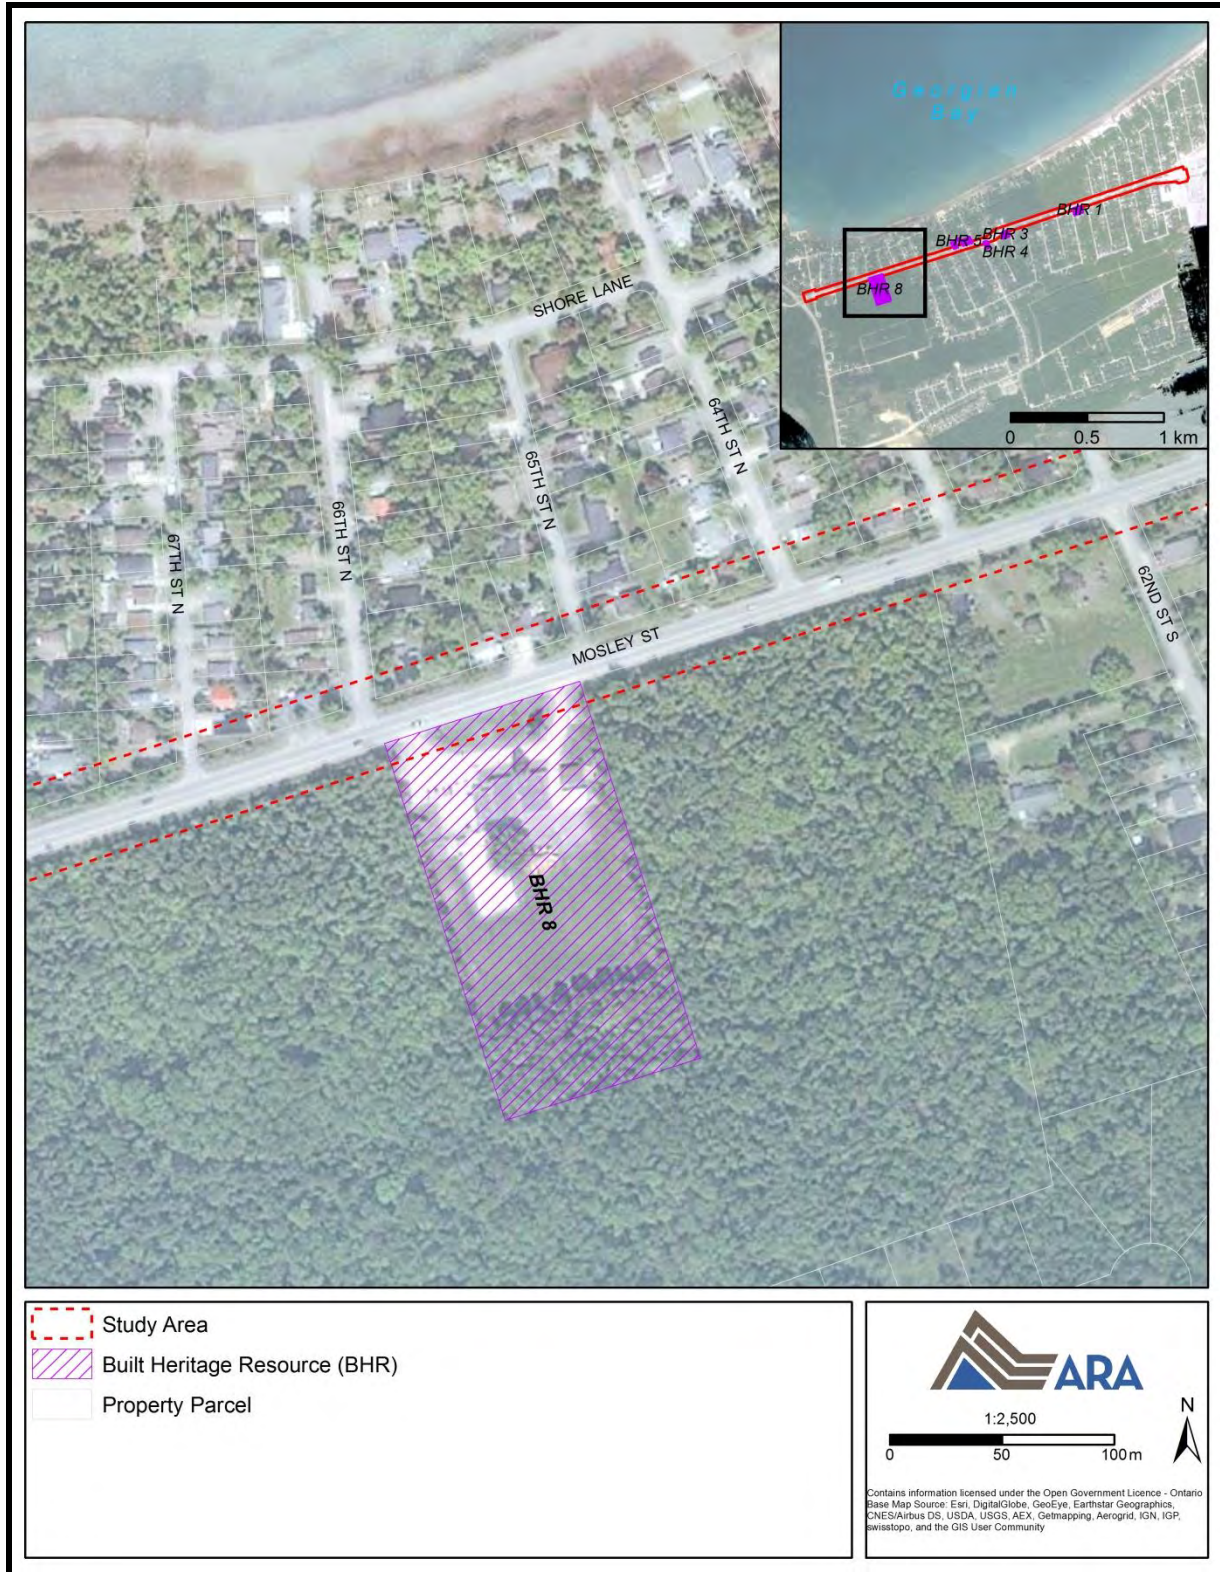 Georgian
Bay
BHR 1
BHR 3
BHR 5
BHR 4
BHR 8
0 0.5 1 km
SHORE LANE
64TH ST N
65TH ST N
66TH ST N
67TH ST N
62ND ST S
MOSLEY ST
BHR 8
Study Area
Built Heritage Resource (BHR)
Property Parcel
ARA
N
1:2,500
0 50 100m
Contains information licensed under the Open Government Licence - Ontario
Base Map Source: Esri, DigitalGlobe, GeoEye, Earthstar Geographics,
CNES/Airbus DS, USDA, USGS, AEX, Getmapping, Aerogrid, IGN, IGP,
swisstopo, and the GIS User Community